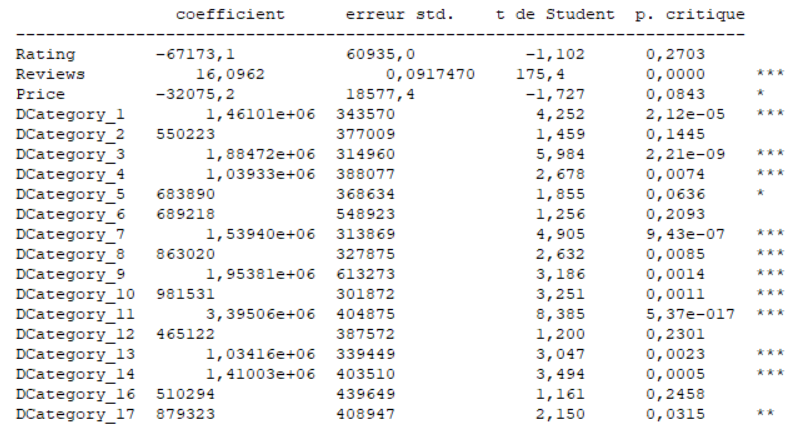 coefficient erreur std. t de Student p. critique
-------------------------------------------------------------------------
Rating -67173,1 60935,0 -1,102 0,2703
Reviews 16,0962 0,0917470 175,4 0,0000 ***
Price -32075,2 18577,4 -1,727 0,0843 *
DCategory_1 1,46101e+06 343570 4,252 2,12e-05 ***
DCategory_2 550223 377009 1,459 0,1445
DCategory_3 1,88472e+06 314960 5,984 2,21e-09 ***
DCategory_4 1,03933e+06 388077 2,678 0,0074 ***
DCategory_5 683890 368634 1,855 0,0636 *
DCategory_6 689218 548923 1,256 0,2093
DCategory_7 1,53940e+06 313869 4,905 9,43e-07 ***
DCategory_8 863020 327875 2,632 0,0085 ***
DCategory_9 1,95381e+06 613273 3,186 0,0014 ***
DCategory_10 981531 301872 3,251 0,0011 ***
DCategory_11 3,39506e+06 404875 8,385 5,37e-017 ***
DCategory_12 465122 387572 1,200 0,2301
DCategory_13 1,03416e+06 339449 3,047 0,0023 ***
DCategory_14 1,41003e+06 403510 3,494 0,0005 ***
DCategory_16 510294 439649 1,161 0,2458
DCategory_17 879323 408947 2,150 0,0315 **